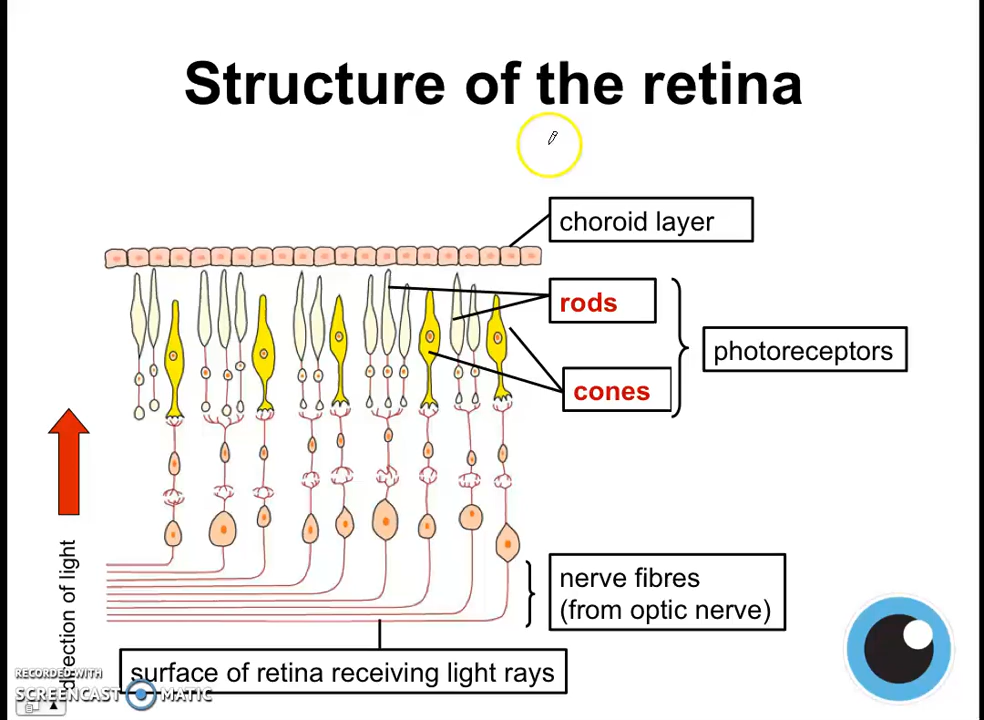 Structure of the retina
choroid layer
rods
photoreceptors
cones
direction of light
nerve fibres
(from optic nerve)
surface of retina receiving light rays
RECORDED WITH
SCREENCAST MATIC